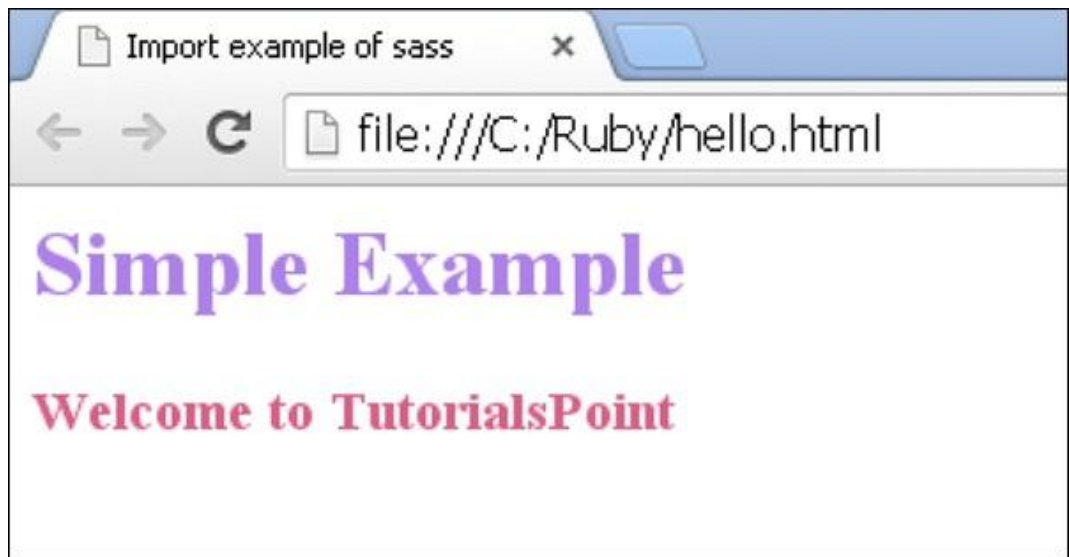 Import example of sass
file:///C:/Ruby/hello.html
Simple Example
Welcome to TutorialsPoint